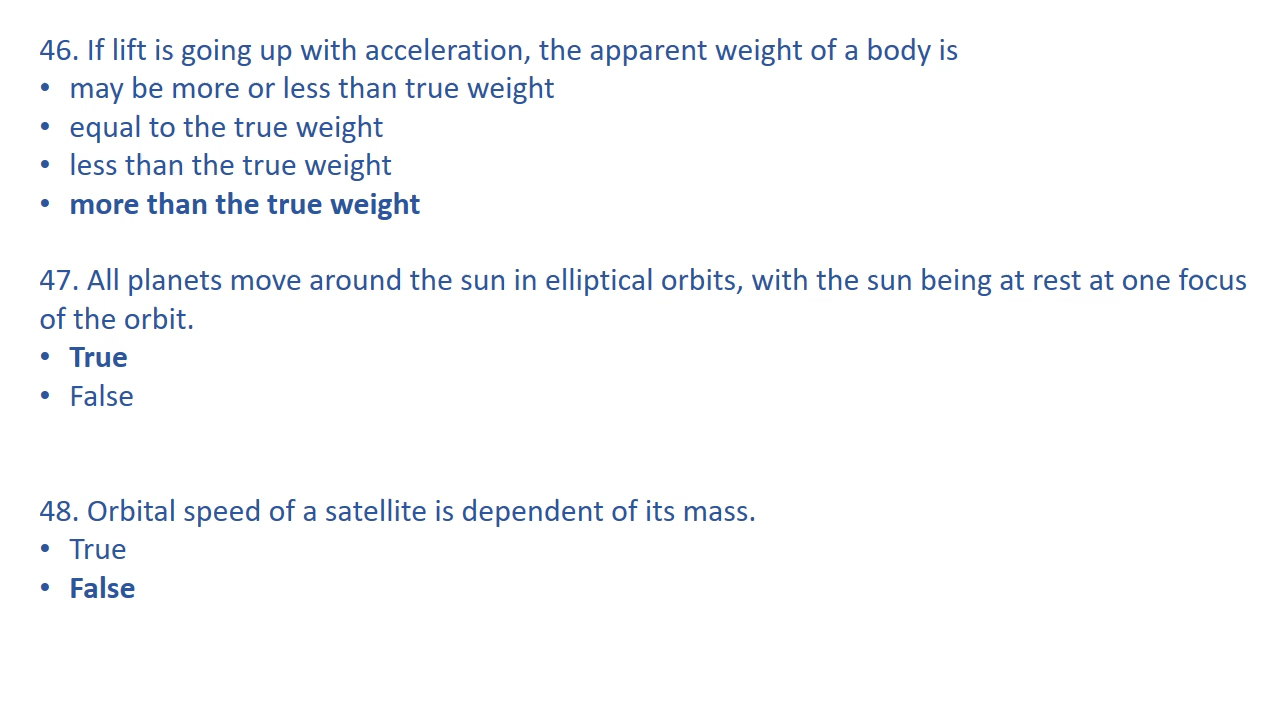 46. If lift is going up with acceleration, the apparent weight of a body is
• may be more or less than true weight
• equal to the true weight
• less than the true weight
• more than the true weight
47. All planets move around the sun in elliptical orbits, with the sun being at rest at one focus
of the orbit.
• True
• False
48. Orbital speed of a satellite is dependent of its mass.
• True
• False